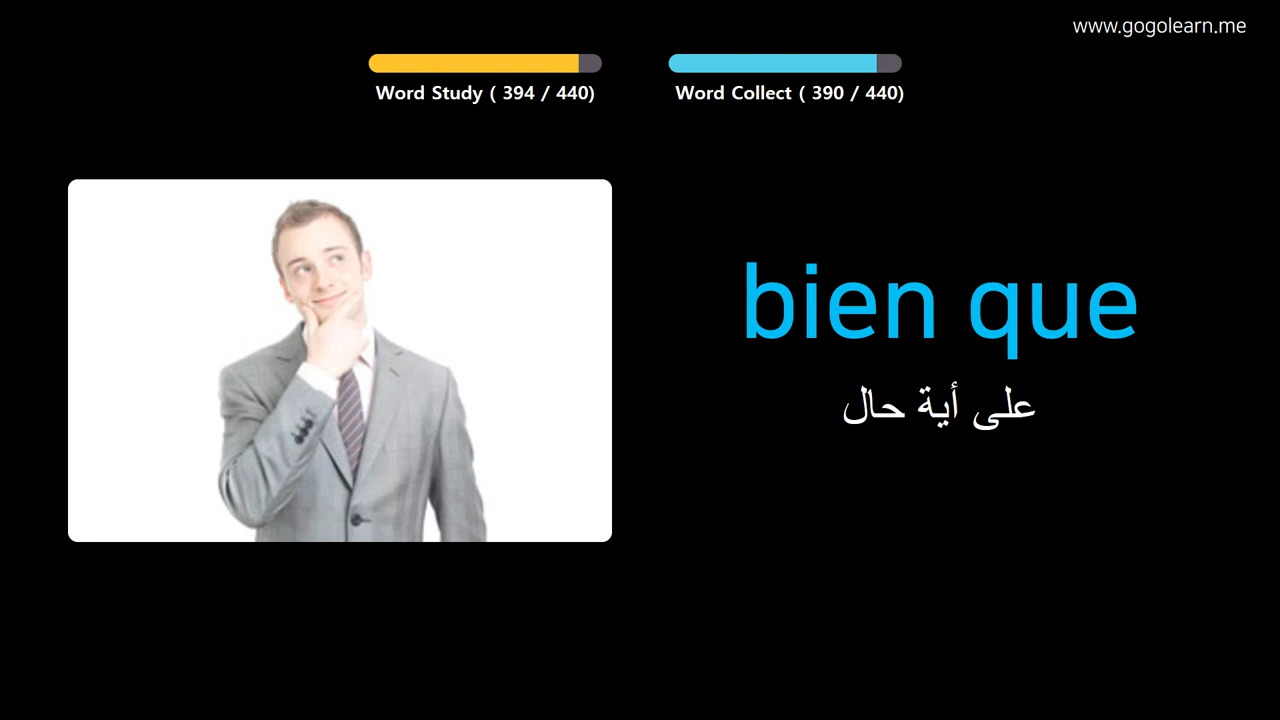 www.gogolearn.me
Word Study ( 394 / 440)
Word Collect ( 390 / 440)
bien que
على أية حال